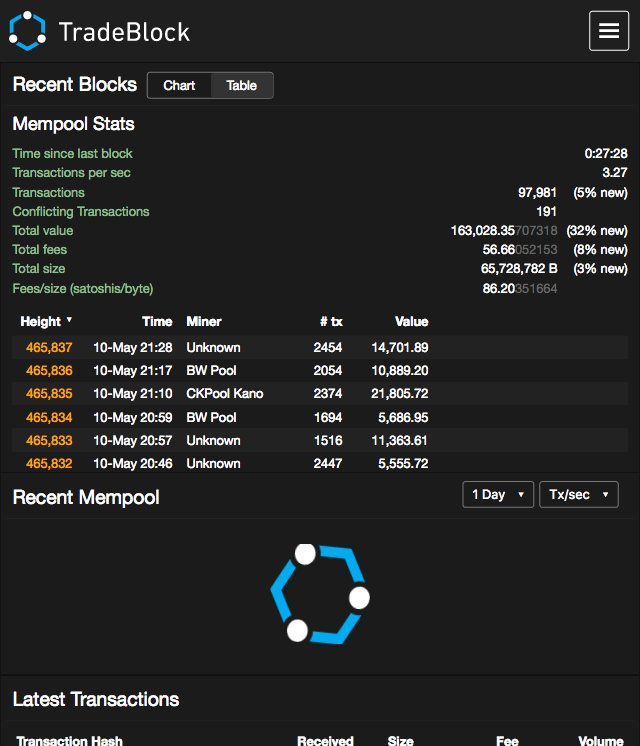 TradeBlock
Recent Blocks Chart Table
Mempool Stats
Time since last block 0:27:28
Transactions per sec 3.27
Transactions 97,981 (5% new)
Conflicting Transactions 191
Total value 163,028.35707318 (32% new)
Total fees 56.66052153 (8% new)
Total size 65,728,782 B (3% new)
Fees/size (satoshis/byte) 86.20351664
Height ▼ Time Miner # tx Value
465,837 10-May 21:28 Unknown 2454 14,701.89
465,836 10-May 21:17 BW Pool 2054 10,889.20
465,835 10-May 21:10 CKPool Kano 2374 21,805.72
465,834 10-May 20:59 BW Pool 1694 5,686.95
465,833 10-May 20:57 Unknown 1516 11,363.61
465,832 10-May 20:46 Unknown 2447 5,555.72
Recent Mempool 1 Day ▼ Tx/sec ▼
Latest Transactions
Transaction Hash Received Size Fee Volume